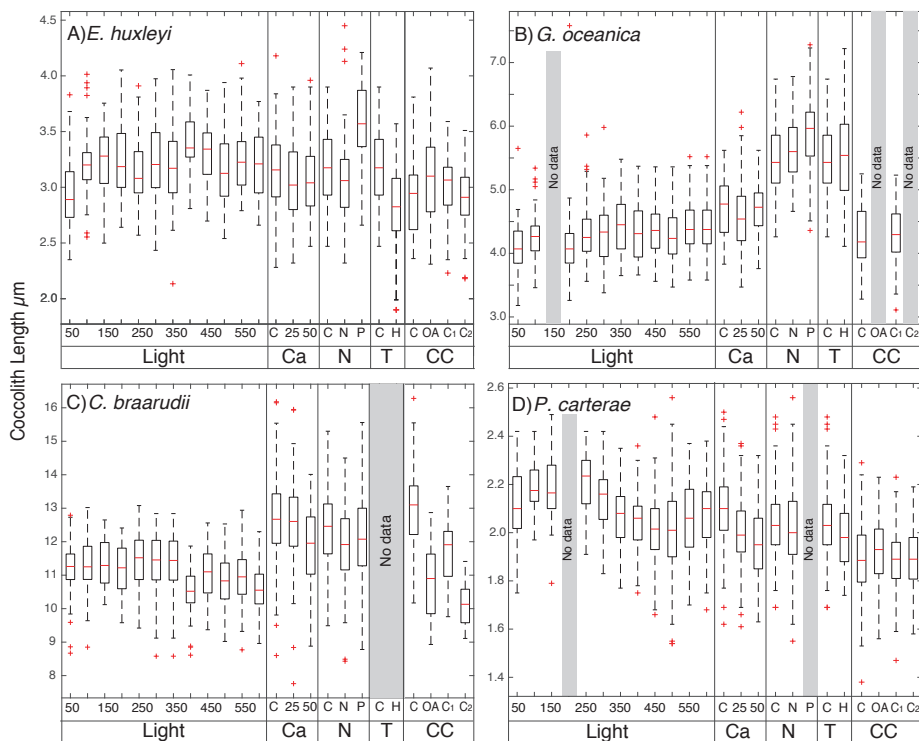 Coccolith Length µm
A) E. huxleyi
4.5
4.0
3.5
3.0
2.5
2.0
50 150 250 350 450 550 C 25 50 C N P C H C OA C1 C2
Light Ca N T CC
B) G. oceanica
7.0
6.0
5.0
4.0
3.0
No data
No data
No data
50 150 250 350 450 550 C 25 50 C N P C H C OA C1 C2
Light Ca N T CC
C) C. braarudii
16
15
14
13
12
11
10
8
No data
50 150 250 350 450 550 C 25 50 C N P C H C OA C1 C2
Light Ca N T CC
D) P. carterae
2.6
2.4
2.2
2.0
1.8
1.6
1.4
No data
No data
50 150 250 350 450 550 C 25 50 C N P C H C OA C1 C2
Light Ca N T CC